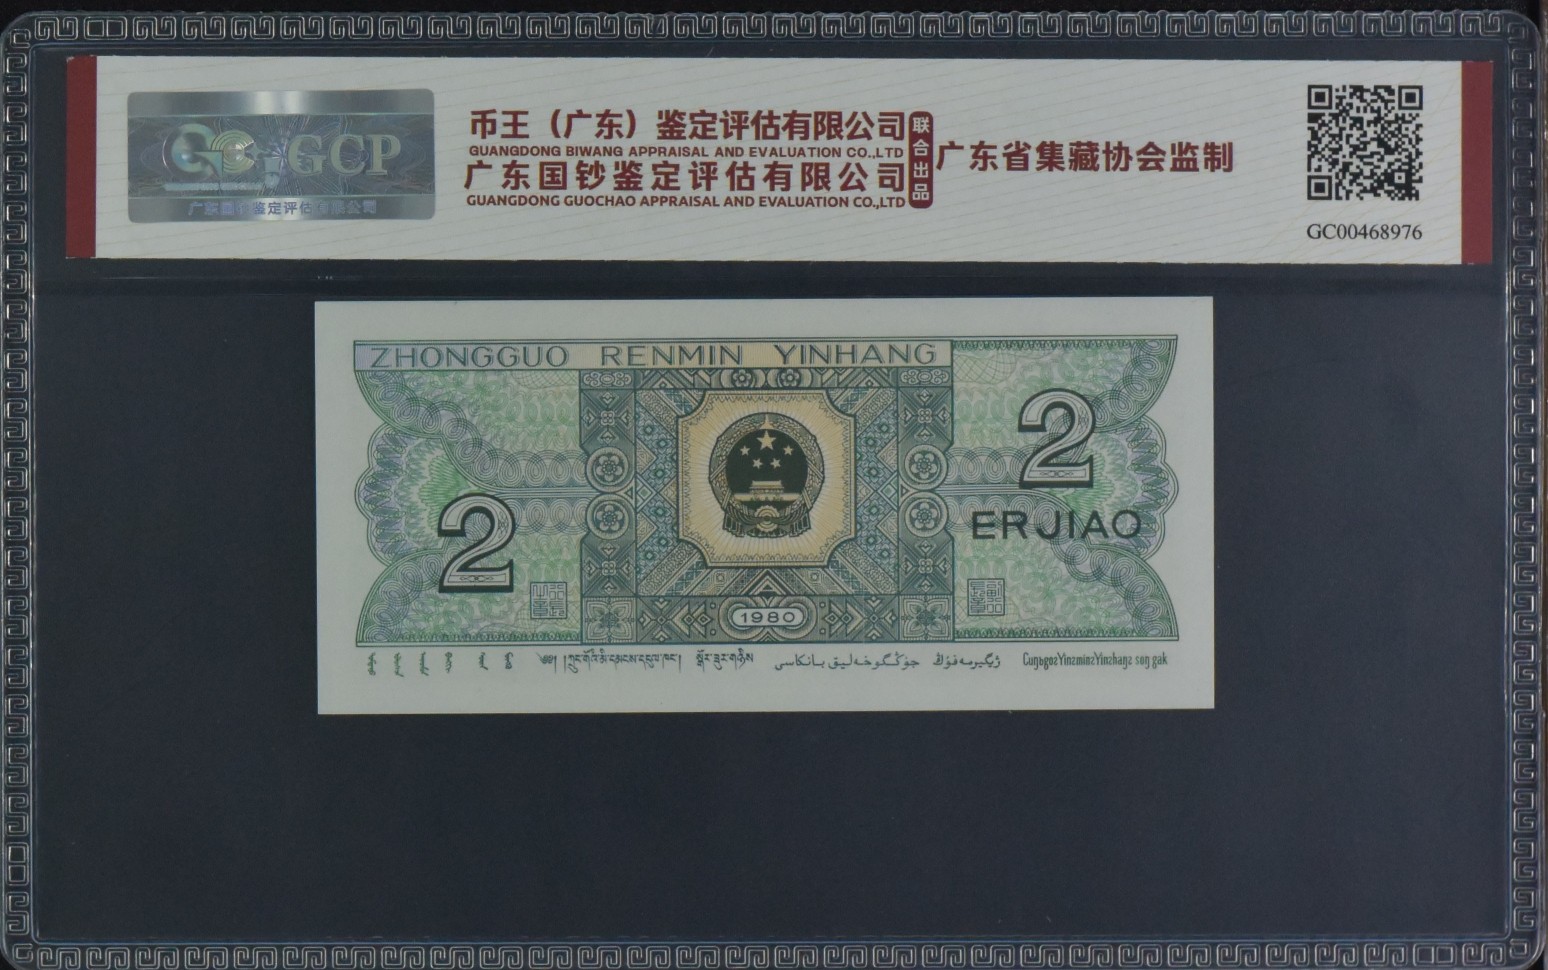 GCP
广东国钞鉴定评估有限公司
币王（广东）鉴定评估有限公司
GUANGDONG BIWANG APPRAISAL AND EVALUATION CO.,LTD
广东国钞鉴定评估有限公司
GUANGDONG GUOCHAO APPRAISAL AND EVALUATION CO.,LTD
联合出品
广东省集藏协会监制
GC00468976
ZHONGGUO RENMIN YINHANG
2
2
ERJIAO
1980